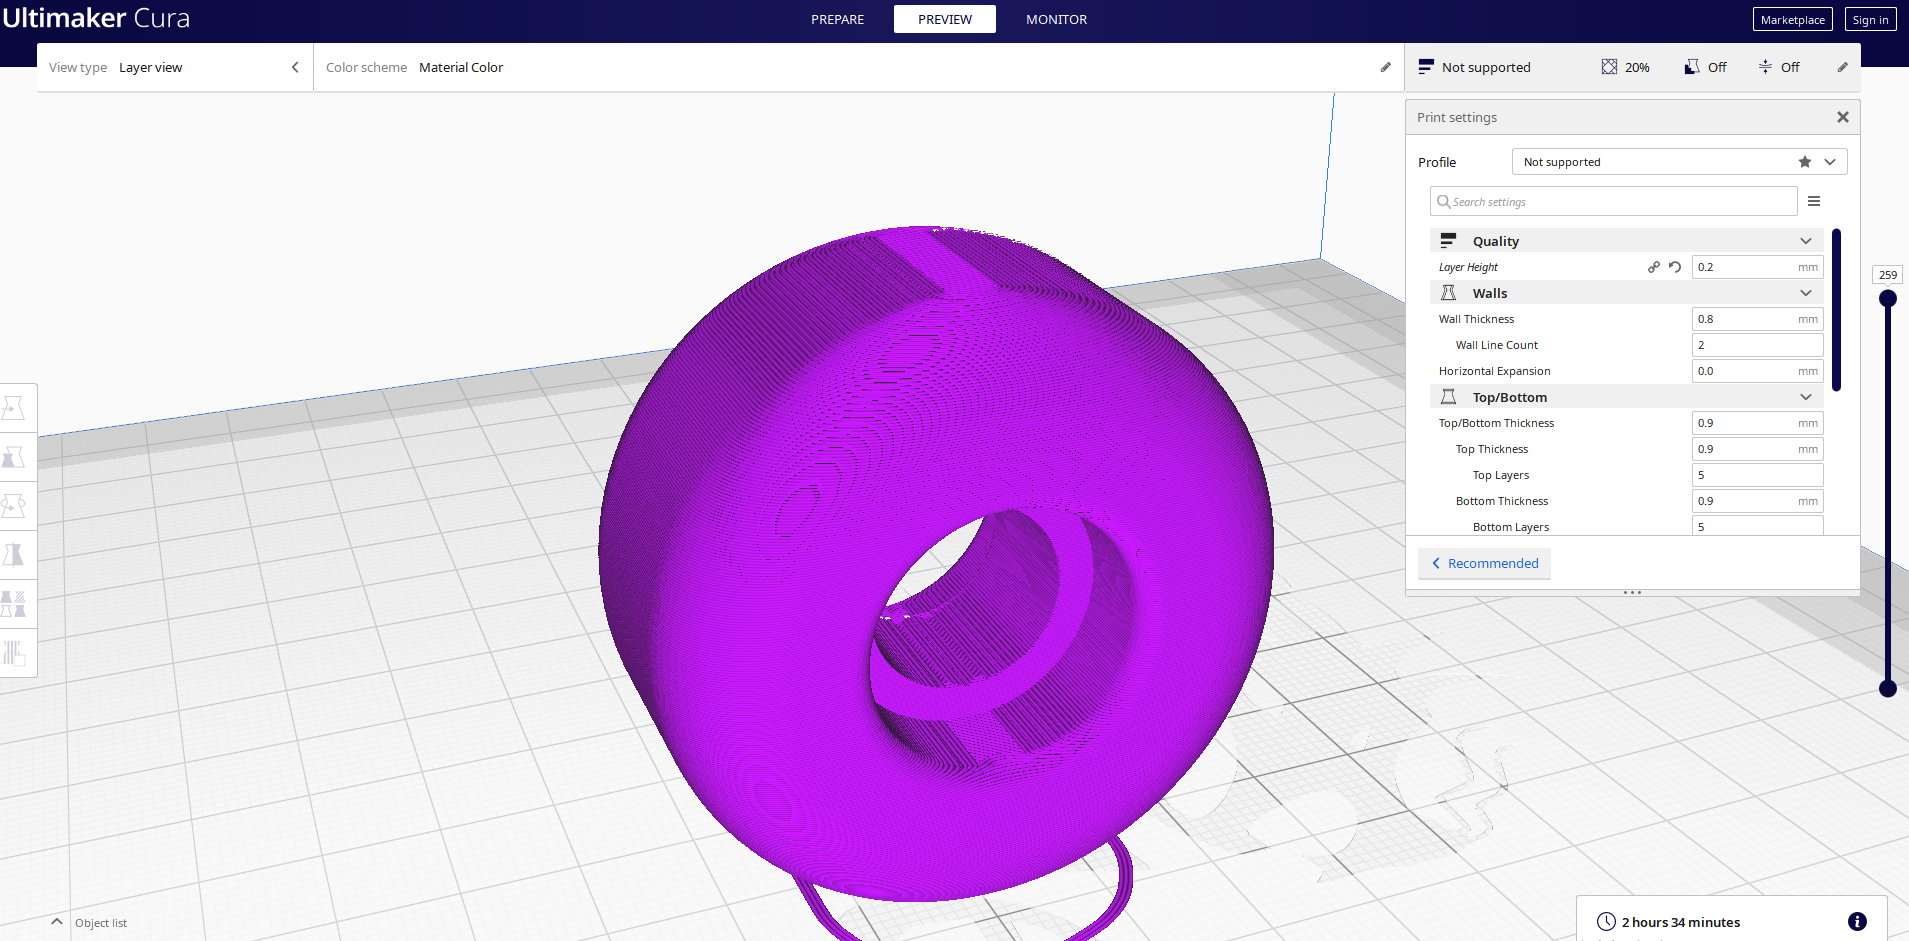 Ultimaker Cura
PREPARE PREVIEW MONITOR
Marketplace Sign in
View type Layer view
Color scheme Material Color
Not supported 20% Off Off
Print settings
Profile Not supported
Search settings
Quality
Layer Height 0.2 mm
Walls
Wall Thickness 0.8 mm
Wall Line Count 2
Horizontal Expansion 0.0 mm
Top/Bottom
Top/Bottom Thickness 0.9 mm
Top Thickness 0.9 mm
Top Layers 5
Bottom Thickness 0.9 mm
Bottom Layers 5
Recommended
259
Object list
2 hours 34 minutes